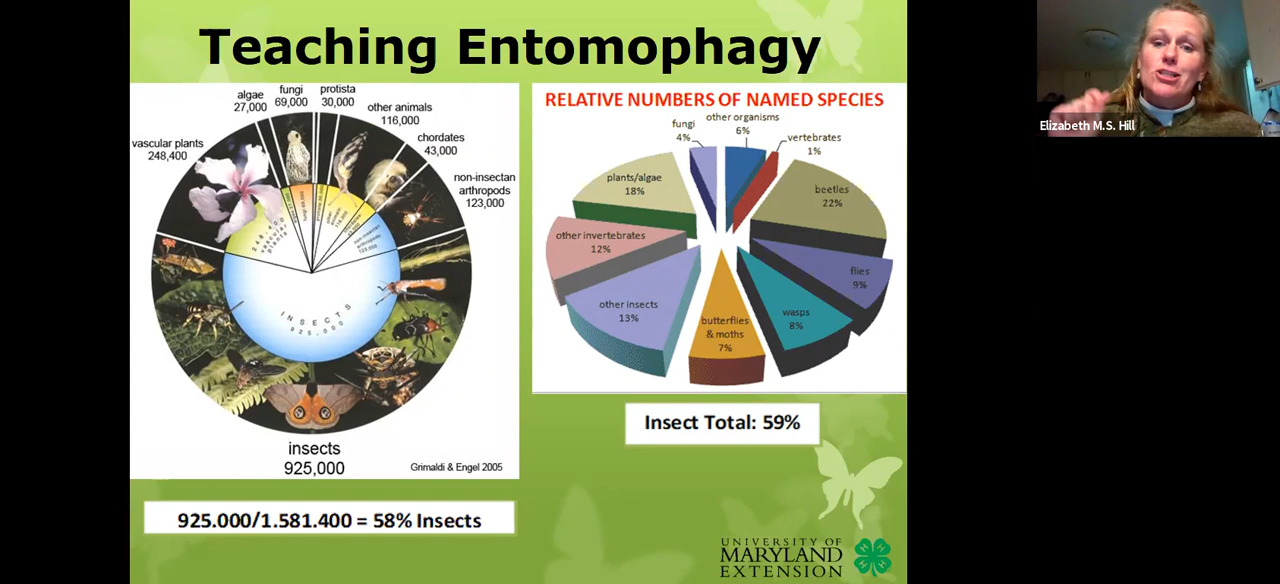 Teaching Entomophagy
algae
27,000
fungi
69,000
protista
30,000
other animals
116,000
chordates
43,000
non-insectan
arthropods
123,000
vascular plants
248,400
INSECTS
925,000
insects
925,000
Grimaldi & Engel 2005
925.000/1.581.400 = 58% Insects
RELATIVE NUMBERS OF NAMED SPECIES
fungi
4%
other organisms
6%
vertebrates
1%
beetles
22%
flies
9%
wasps
8%
butterflies
& moths
7%
other insects
13%
other invertebrates
12%
plants/algae
18%
Insect Total: 59%
UNIVERSITY OF
MARYLAND
EXTENSION
H H
H H
Elizabeth M.S. Hill